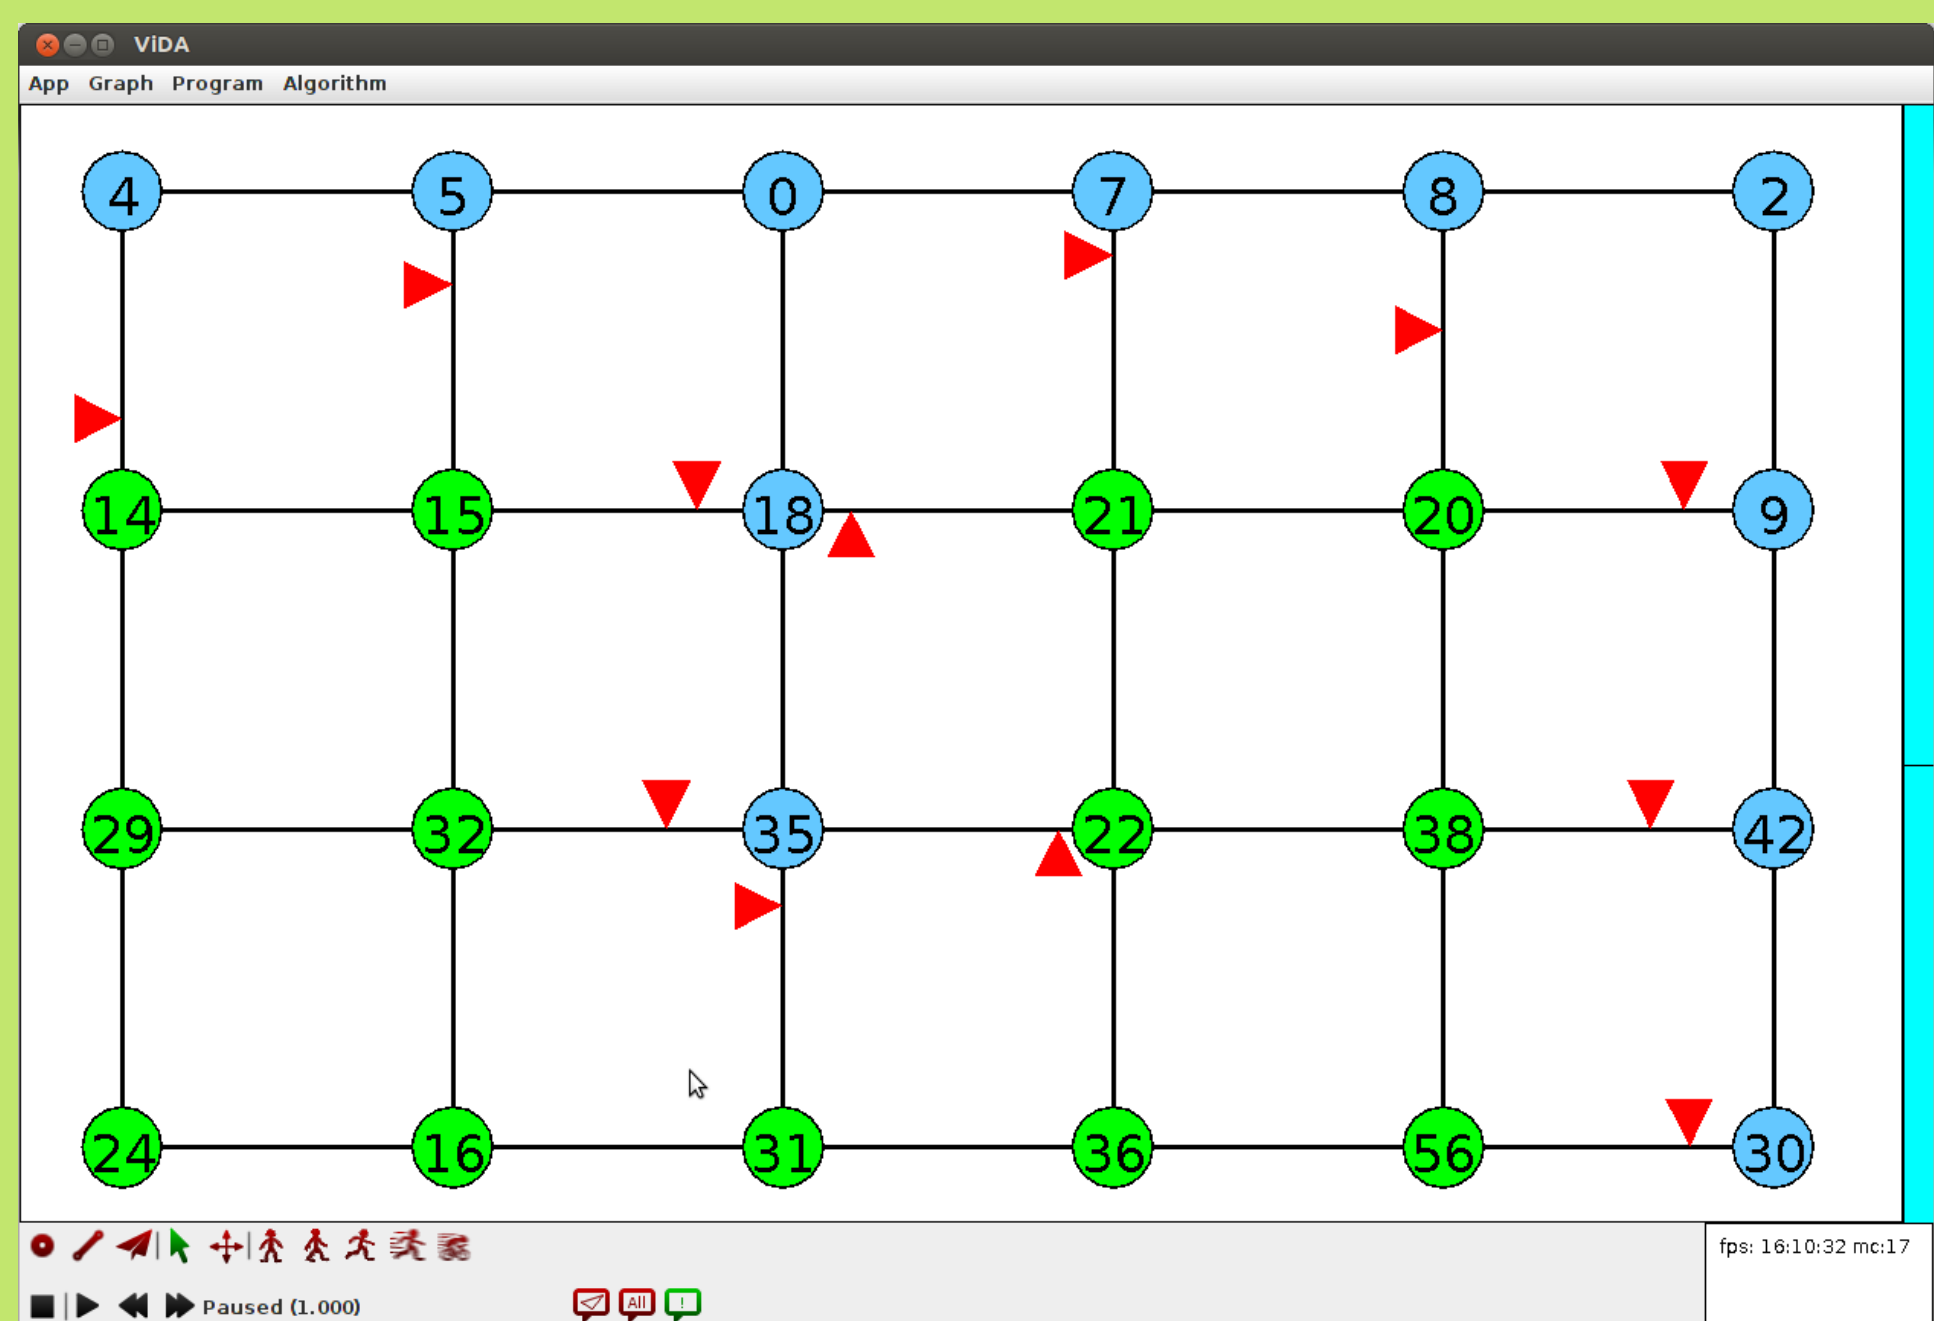 ViDA
App Graph Program Algorithm
4 5 0 7 8 2
14 15 18 21 20 9
29 32 35 22 38 42
24 16 31 36 56 30
fps: 16:10:32 mc:17
Paused (1.000)
All !